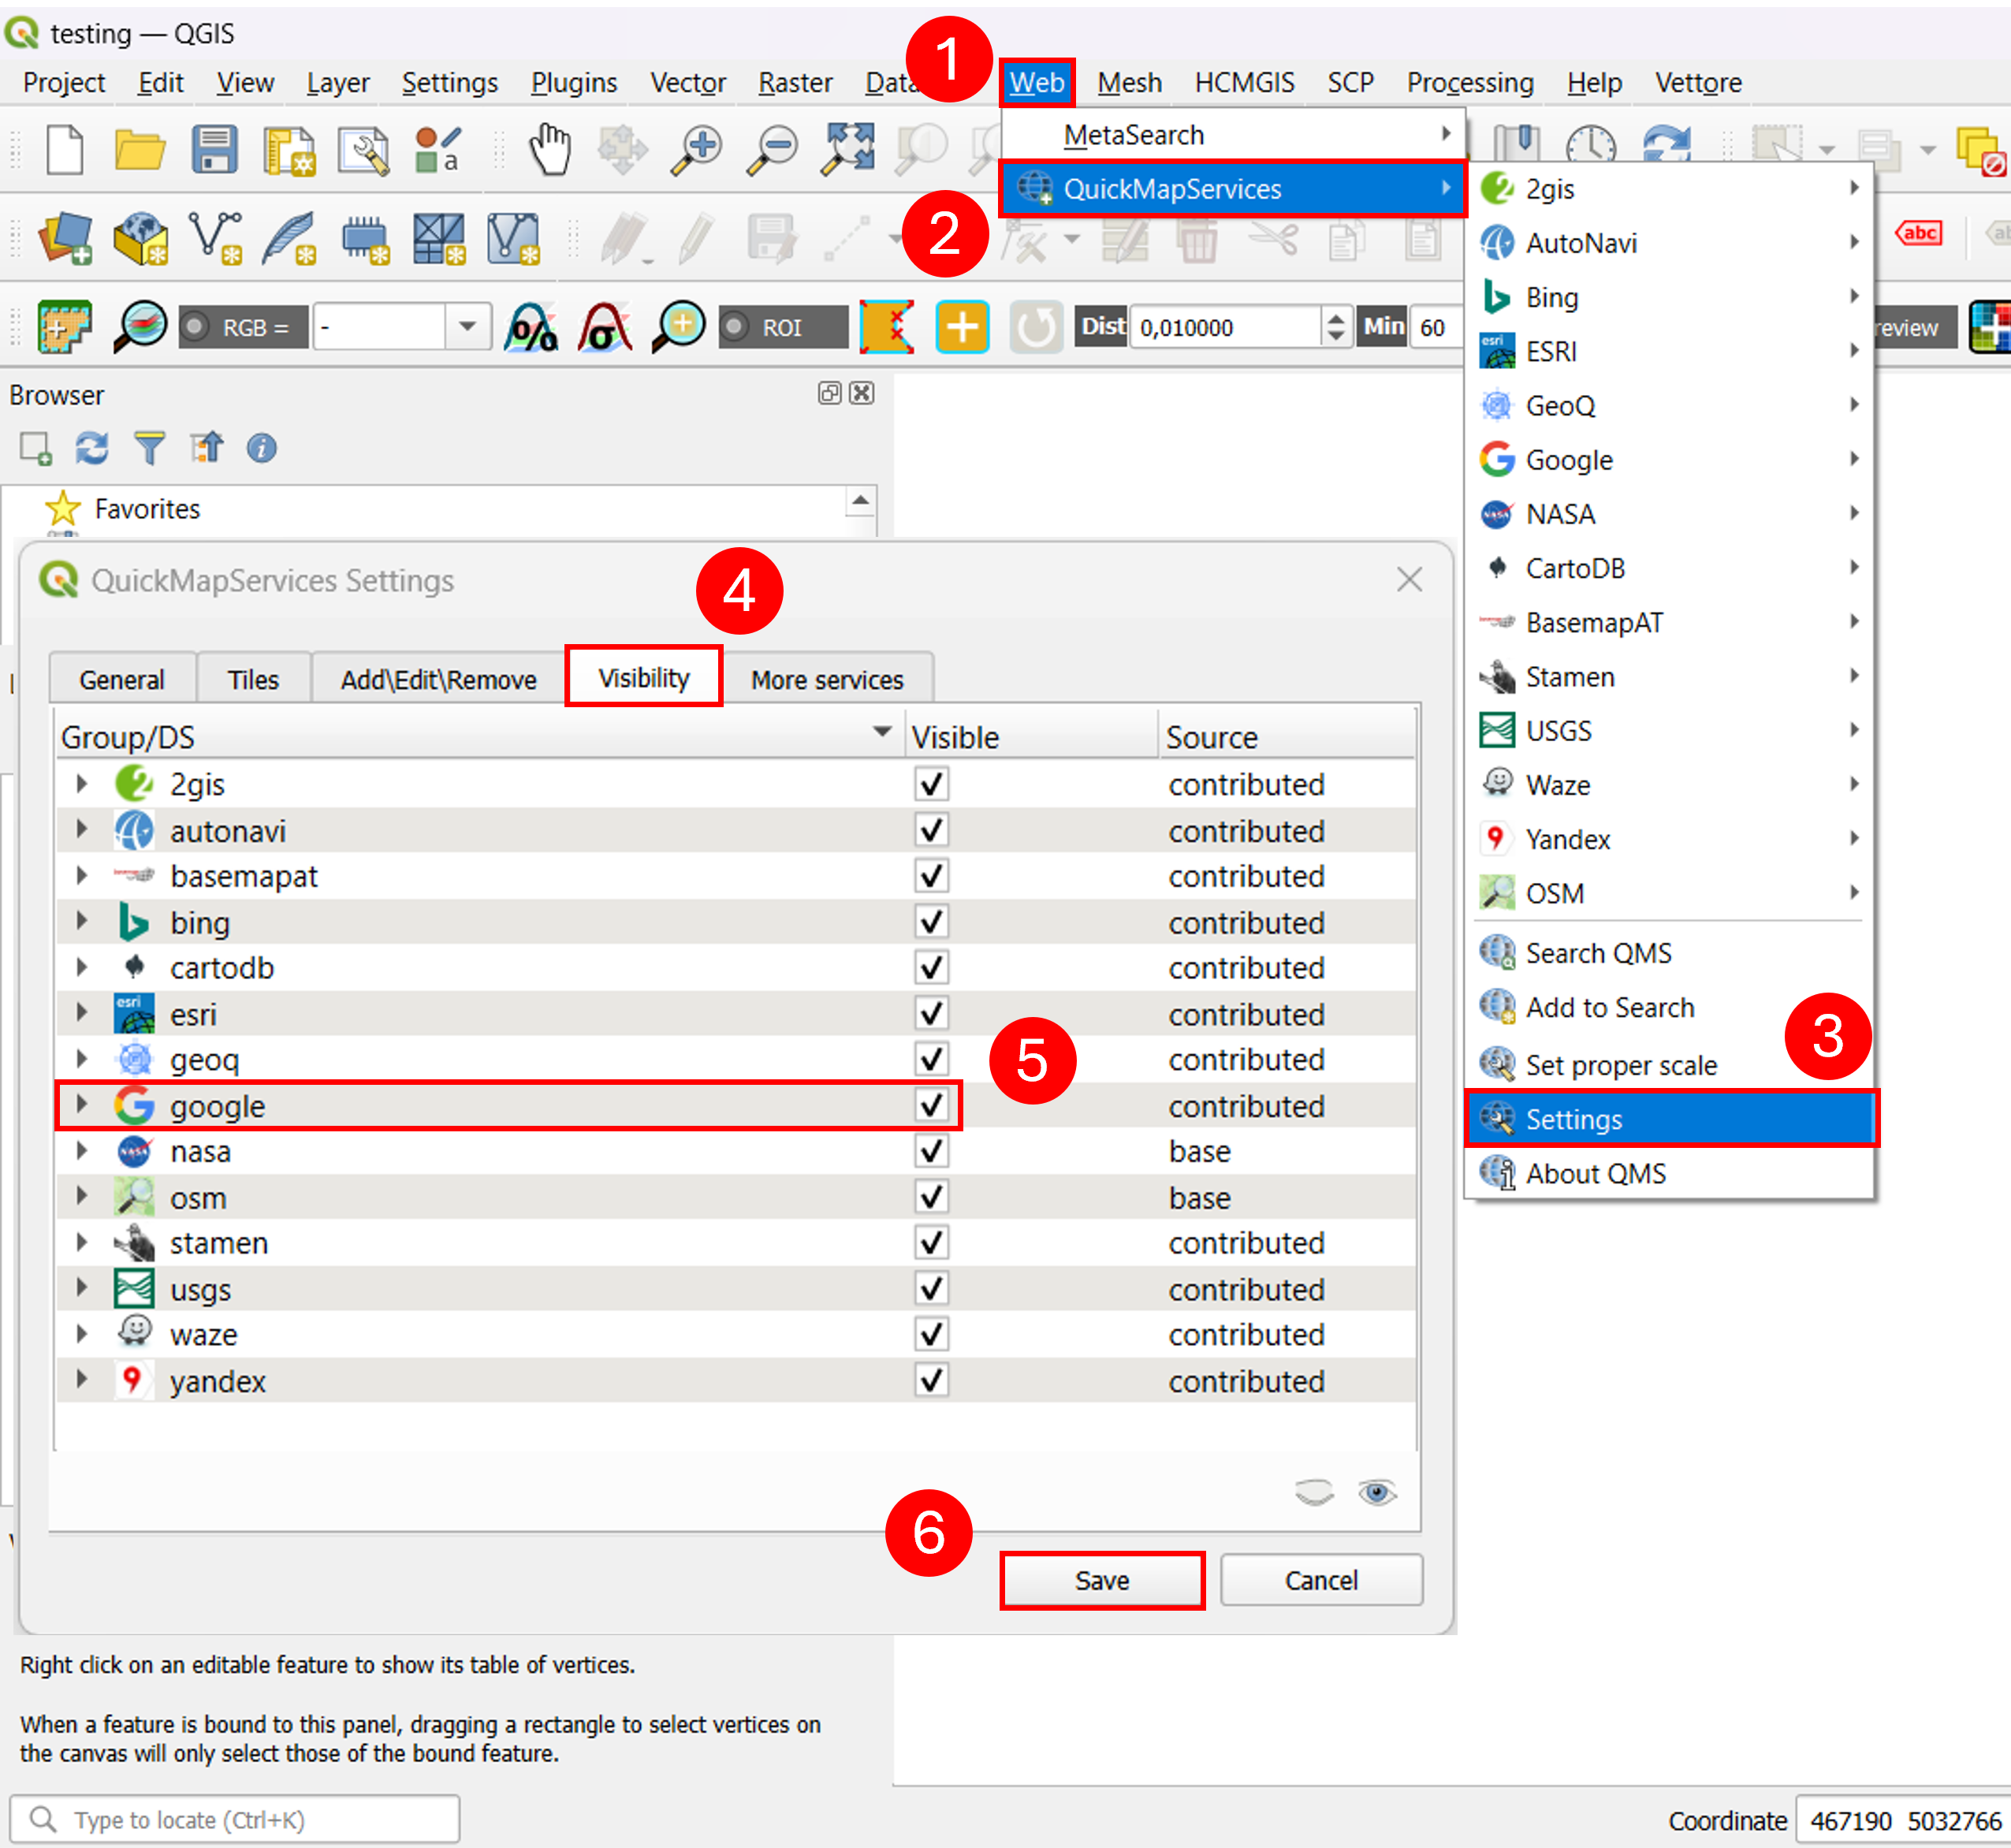 testing — QGIS
Project Edit View Layer Settings Plugins Vector Raster Data 1 Web Mesh HCMGIS SCP Processing Help Vettore
MetaSearch
QuickMapServices
2
2gis
AutoNavi
Bing
ESRI
GeoQ
Google
NASA
CartoDB
BasemapAT
Stamen
USGS
Waze
Yandex
OSM
Search QMS
Add to Search
3
Set proper scale
Settings
About QMS
a
abc
RGB = - % σ ROI Dist 0,010000 Min 60 review
Browser
Favorites
QuickMapServices Settings
4
General Tiles Add\Edit\Remove Visibility More services
Group/DS Visible Source
2gis contributed
autonavi contributed
basemapat contributed
bing contributed
cartodb contributed
esri contributed
geoq contributed
5
google contributed
nasa base
osm base
stamen contributed
usgs contributed
waze contributed
yandex contributed
6
Save Cancel
Right click on an editable feature to show its table of vertices.
When a feature is bound to this panel, dragging a rectangle to select vertices on
the canvas will only select those of the bound feature.
Type to locate (Ctrl+K)
Coordinate 467190 5032766